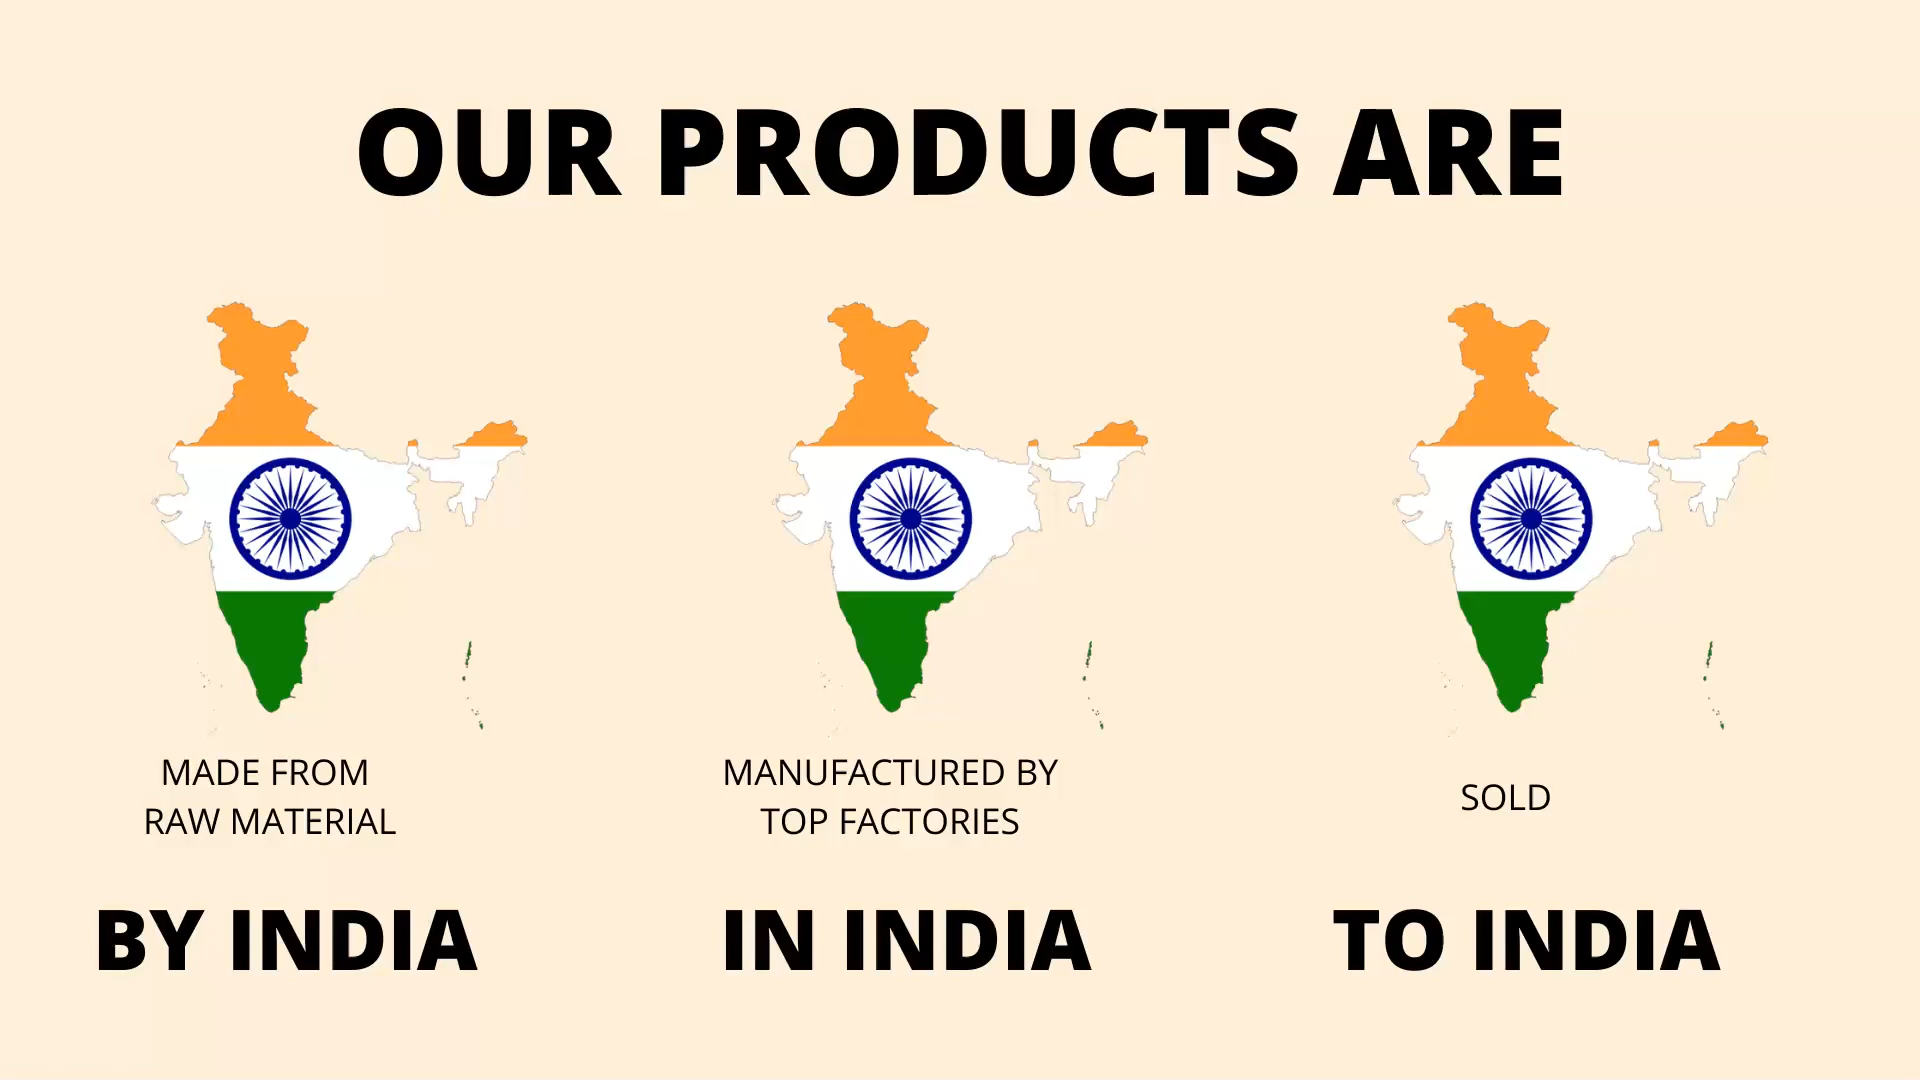 OUR PRODUCTS ARE
MADE FROM
RAW MATERIAL
BY INDIA
MANUFACTURED BY
TOP FACTORIES
IN INDIA
SOLD
TO INDIA